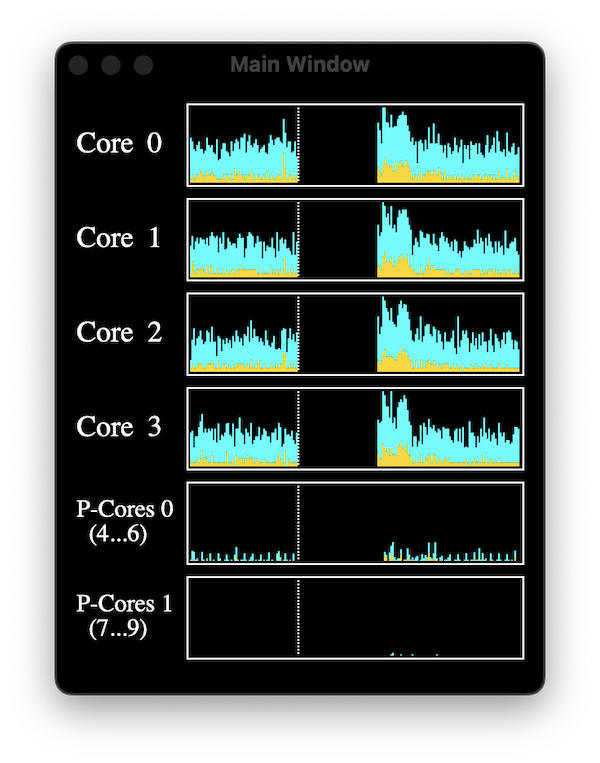 Main Window
Core 0
Core 1
Core 2
Core 3
P-Cores 0
(4...6)
P-Cores 1
(7...9)